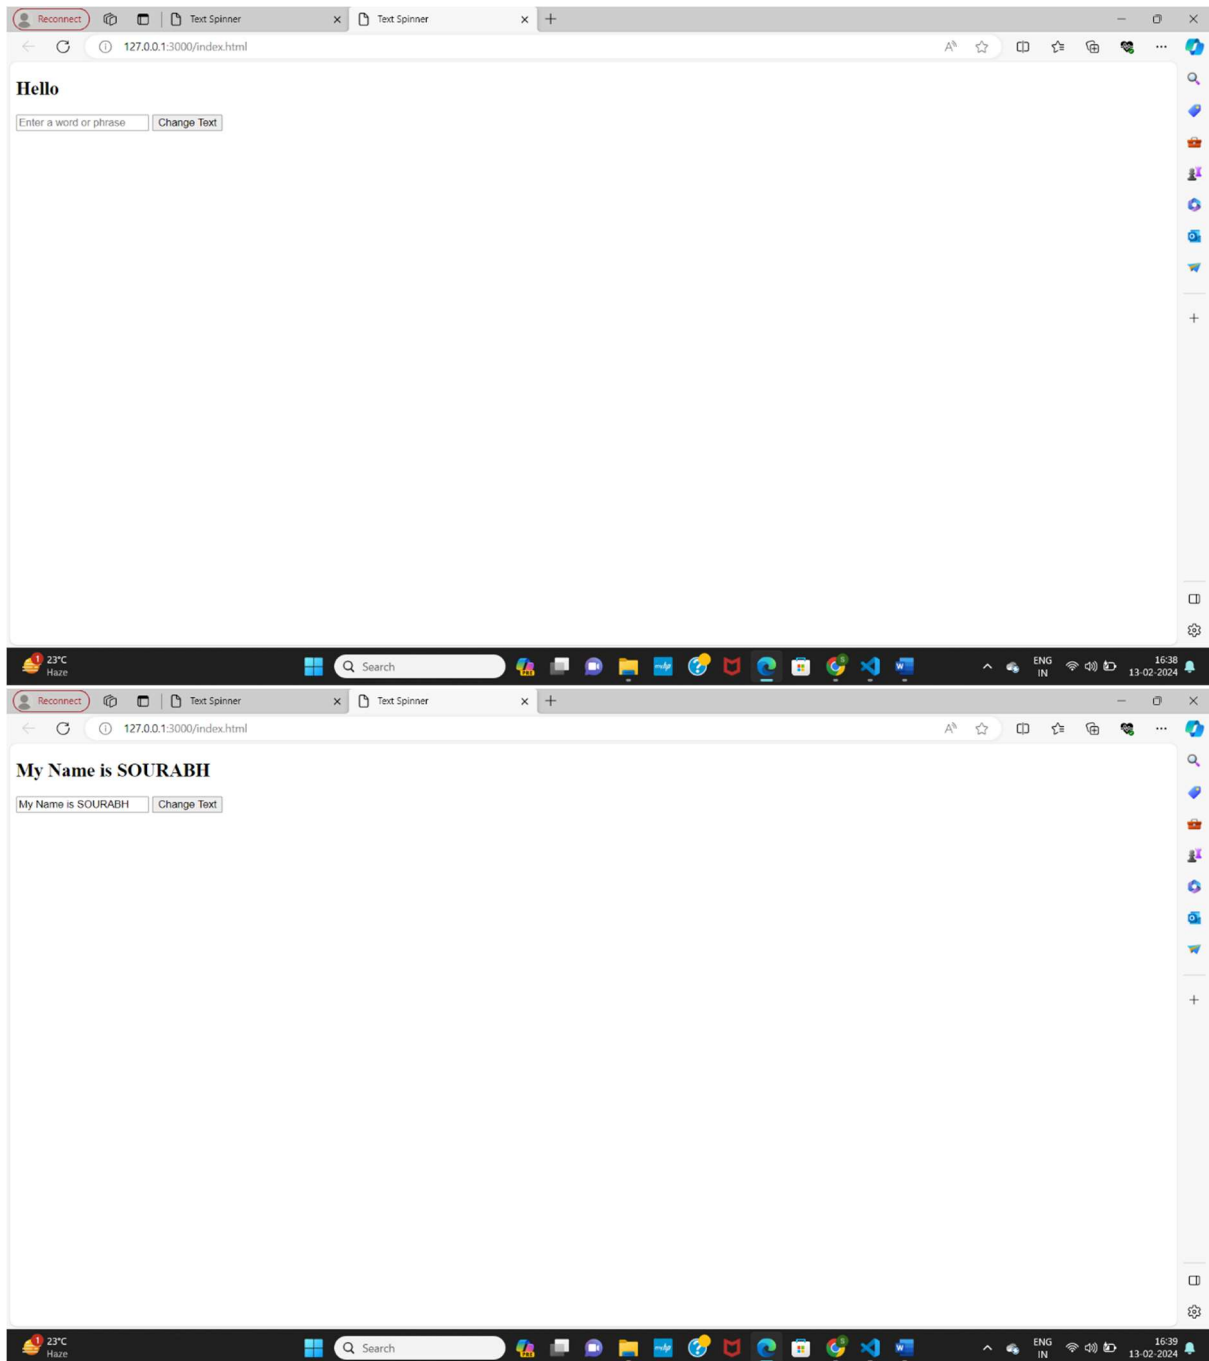 Reconnect Text Spinner Text Spinner
127.0.0.1:3000/index.html
Hello
Enter a word or phrase Change Text
1 23°C Search ENG 16:38
Haze IN 13-02-2024
Reconnect Text Spinner Text Spinner
127.0.0.1:3000/index.html
My Name is SOURABH
My Name is SOURABH Change Text
1 23°C Search ENG 16:39
Haze IN 13-02-2024